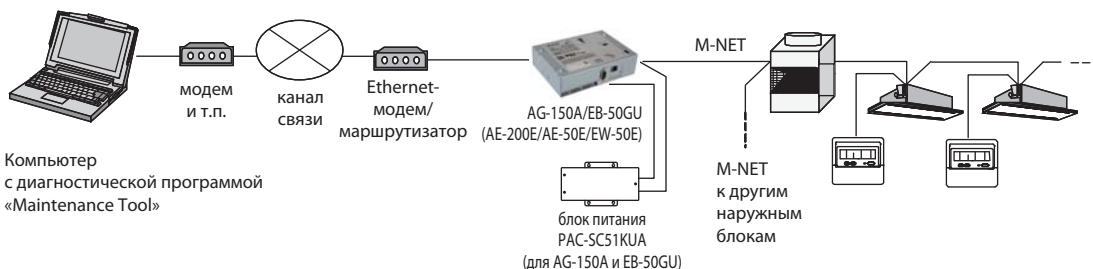 Компьютер
с диагностической программой
«Maintenance Tool»
модем
и т.п.
канал
связи
Ethernet-
модем/
маршрутизатор
AG-150A/EB-50GU
(AE-200E/AE-50E/EW-50E)
блок питания
PAC-SC51KUA
(для AG-150A и EB-50GU)
M-NET
M-NET
к другим
наружным
блокам